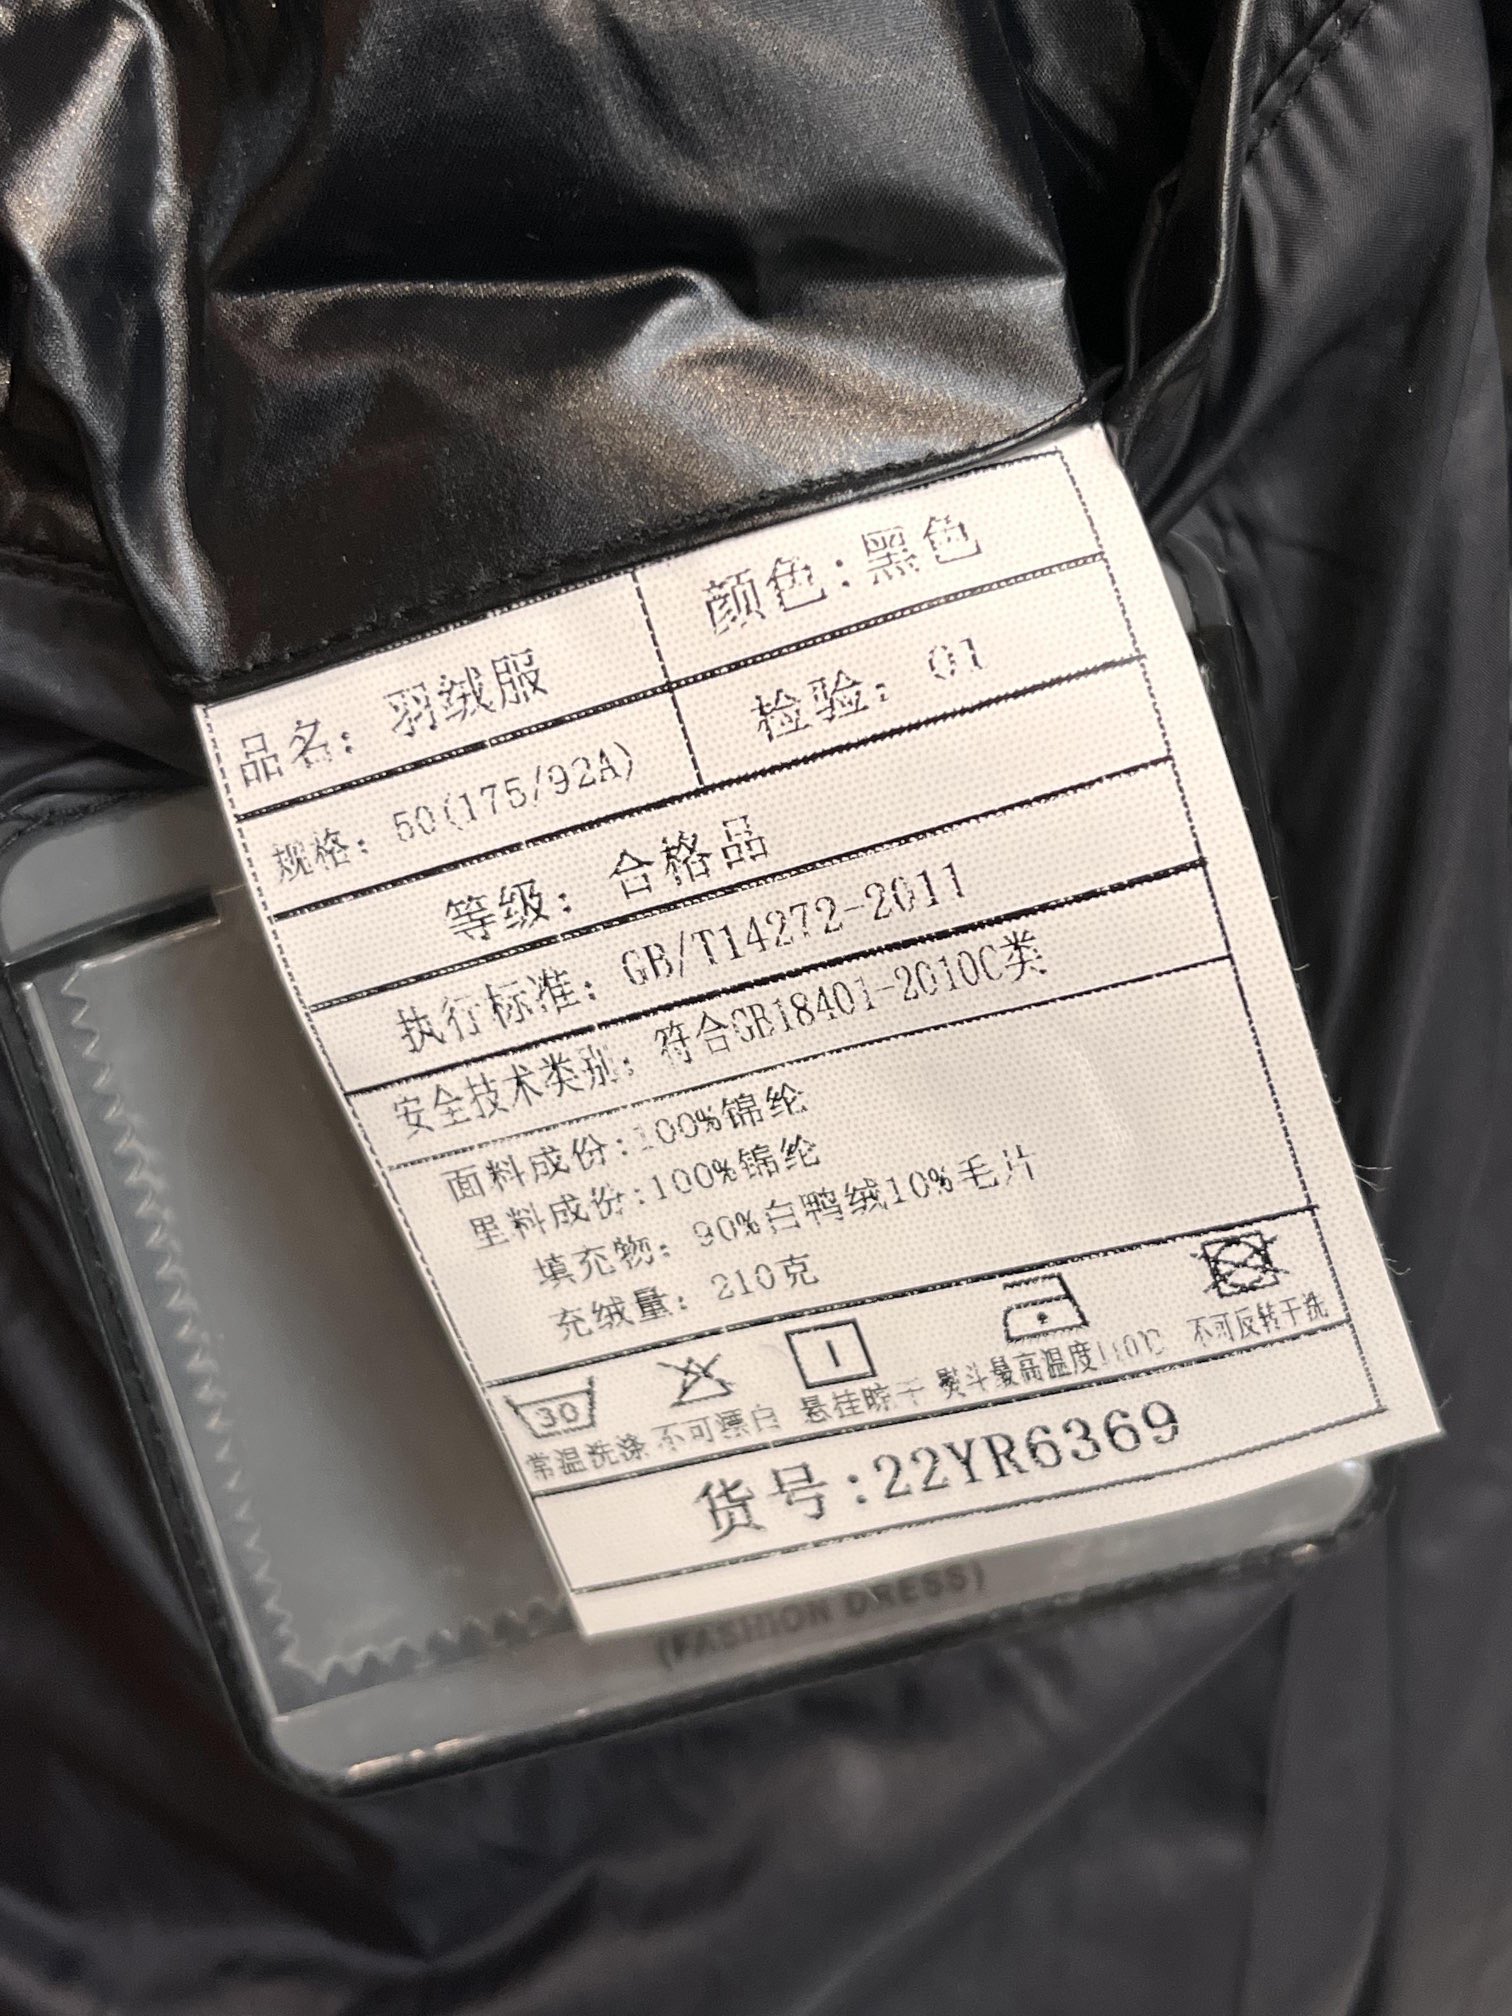 品名：羽绒服 颜色:黑色
规格：50(175/92A) 检验：01
等级：合格品
执行标准：GB/T14272-2011
安全技术类别：符合GB18401-2010C类
面料成份:100%锦纶
里料成份:100%锦纶
填充物：90%白鸭绒10%毛片
充绒量：210克
30
常温洗涤 不可漂白 悬挂晾干 熨斗最高温度110℃ 不可反转干洗
货号:22YR6369
(FASHION DRESS)